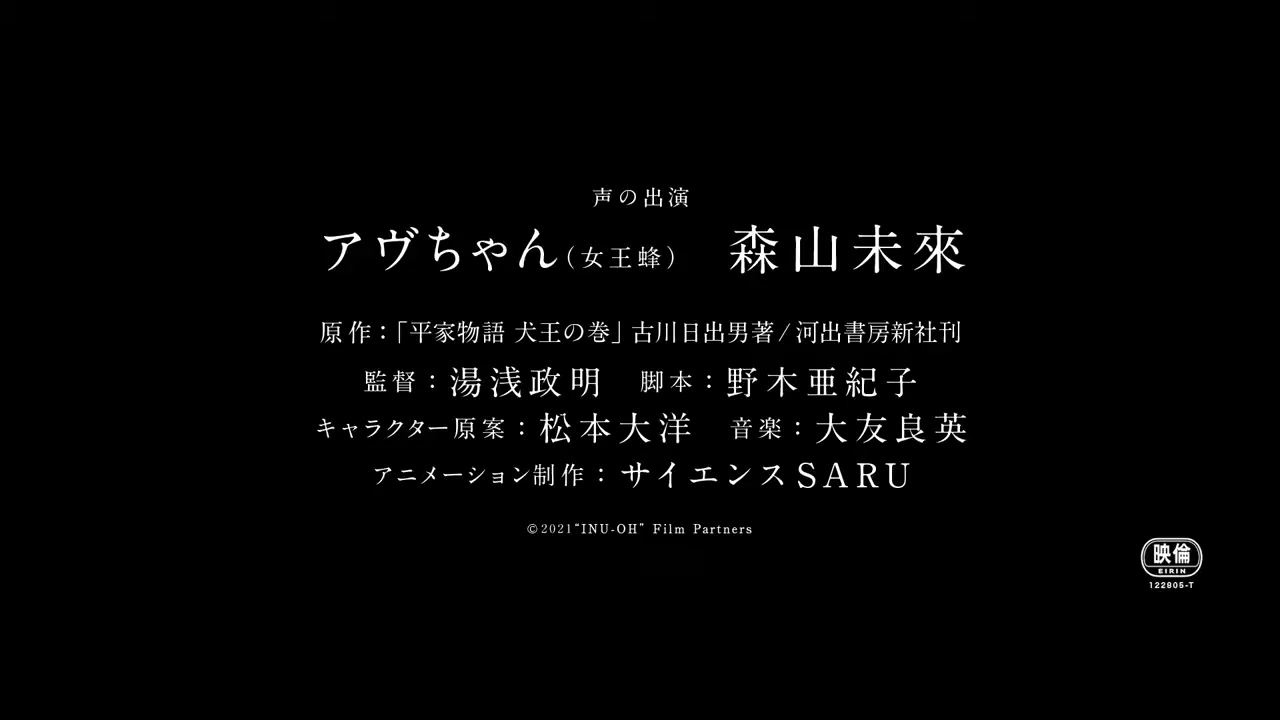 声の出演
アヴちゃん(女王蜂) 森山未來
原作:「平家物語 犬王の巻」古川日出男著/河出書房新社刊
監督:湯浅政明 脚本:野木亜紀子
キャラクター原案:松本大洋 音楽:大友良英
アニメーション制作:サイエンスSARU
©2021“INU-OH” Film Partners
映倫
EIRIN
122905-T